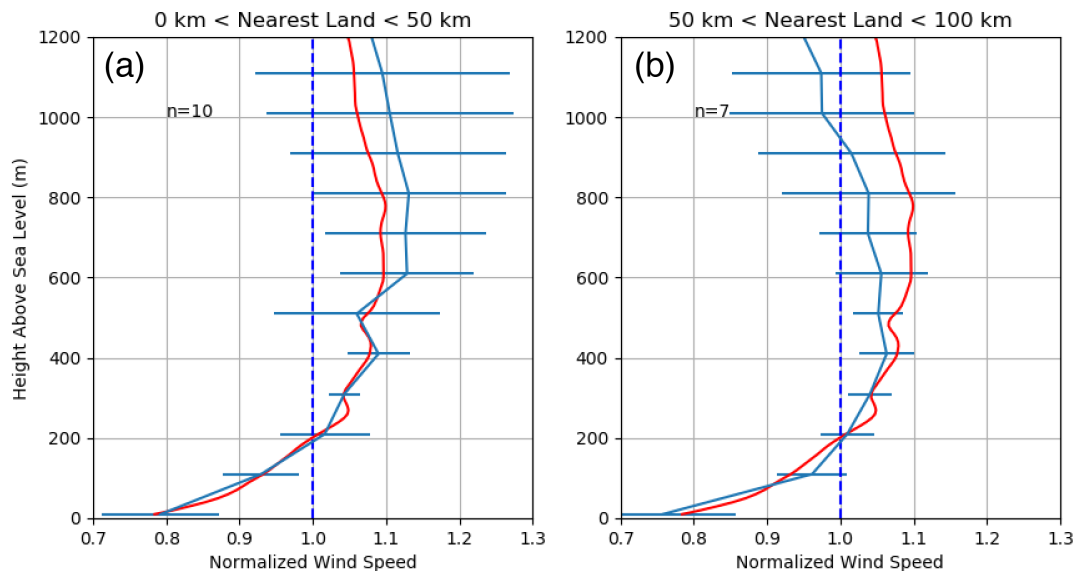 0 km < Nearest Land < 50 km
(a)
n=10
1200
1000
800
600
400
200
0
0.7 0.8 0.9 1.0 1.1 1.2 1.3
Normalized Wind Speed
Height Above Sea Level (m)
50 km < Nearest Land < 100 km
(b)
n=7
1200
1000
800
600
400
200
0
0.7 0.8 0.9 1.0 1.1 1.2 1.3
Normalized Wind Speed